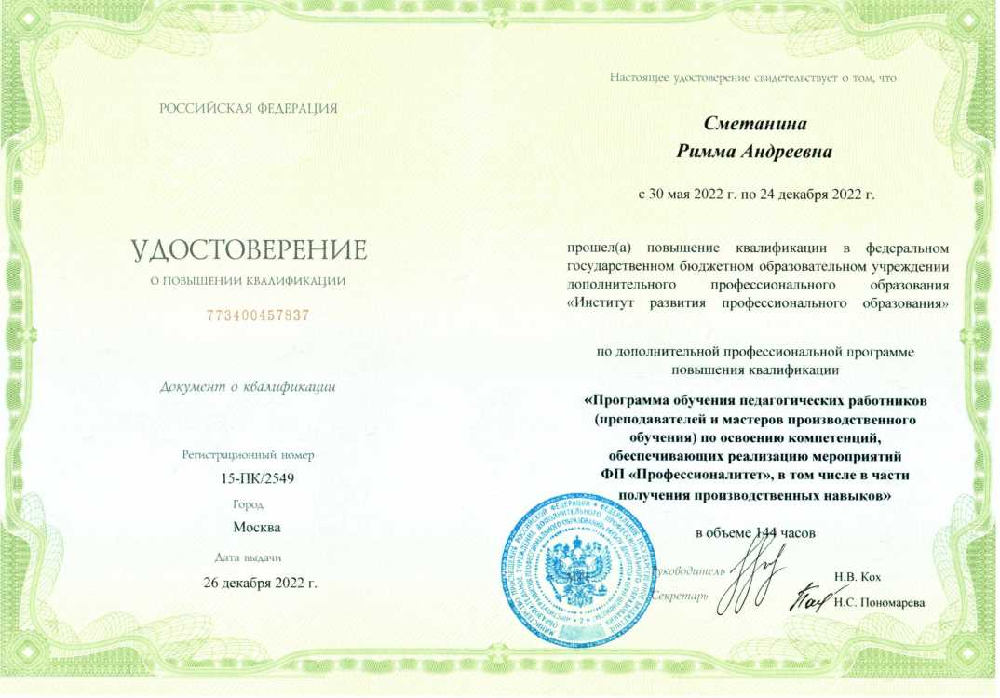 РОССИЙСКАЯ ФЕДЕРАЦИЯ
УДОСТОВЕРЕНИЕ
О ПОВЫШЕНИИ КВАЛИФИКАЦИИ
773400457837
Документ о квалификации
Регистрационный номер
15-ПК/2549
Город
Москва
Дата выдачи
26 декабря 2022 г.
Настоящее удостоверение свидетельствует о том, что
Сметанина
Римма Андреевна
с 30 мая 2022 г. по 24 декабря 2022 г.
прошел(а) повышение квалификации в федеральном
государственном бюджетном образовательном учреждении
дополнительного профессионального образования
«Институт развития профессионального образования»
по дополнительной профессиональной программе
повышения квалификации
«Программа обучения педагогических работников
(преподавателей и мастеров производственного
обучения) по освоению компетенций,
обеспечивающих реализацию мероприятий
ФП «Профессионалитет», в том числе в части
получения производственных навыков»
в объеме 144 часов
Руководитель
Н.В. Кох
Секретарь
Н.С. Пономарева